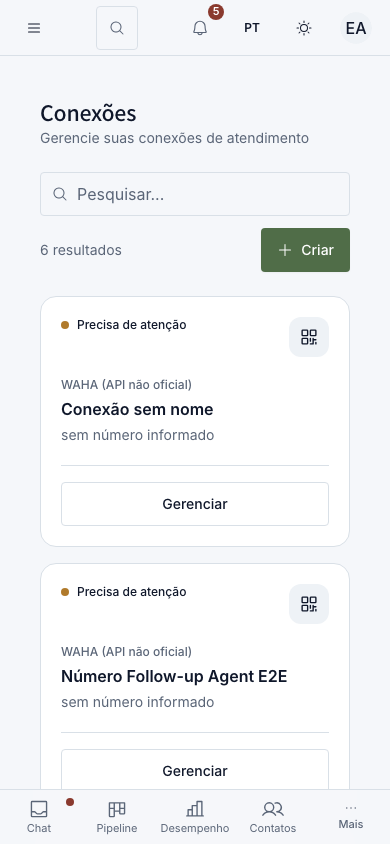 5
PT
EA
Conexões
Gerencie suas conexões de atendimento
Pesquisar...
6 resultados
Criar
Precisa de atenção
WAHA (API não oficial)
Conexão sem nome
sem número informado
Gerenciar
Precisa de atenção
WAHA (API não oficial)
Número Follow-up Agent E2E
sem número informado
Gerenciar
Chat
Pipeline
Desempenho
Contatos
Mais